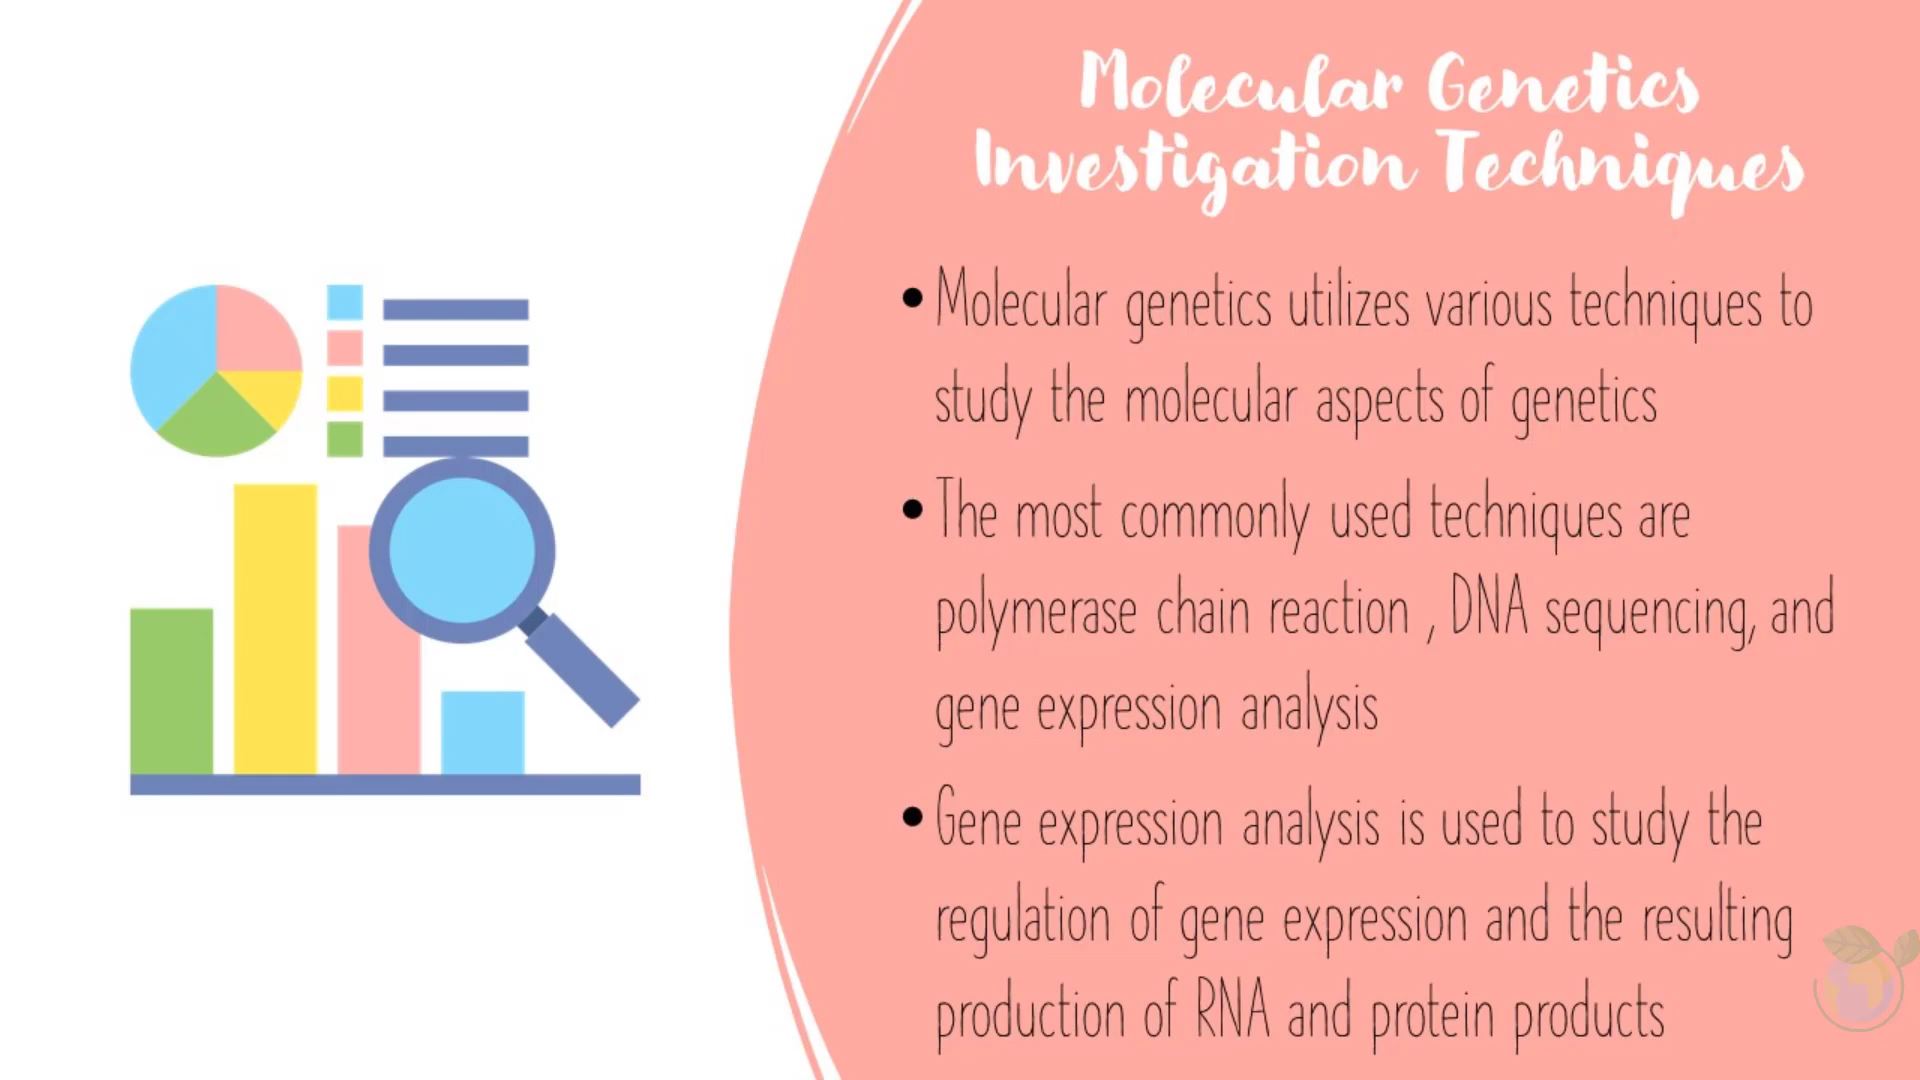 Molecular Genetics
Investigation Techniques
• Molecular genetics utilizes various techniques to
study the molecular aspects of genetics
• The most commonly used techniques are
polymerase chain reaction , DNA sequencing, and
gene expression analysis
• Gene expression analysis is used to study the
regulation of gene expression and the resulting
production of RNA and protein products